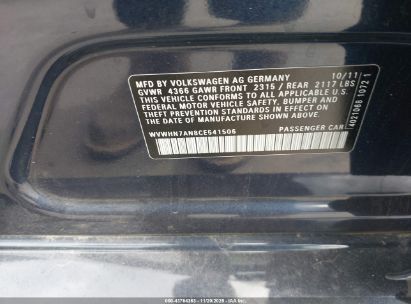 MFD BY VOLKSWAGEN AG GERMANY 10/11
GVWR 4366 GAWR FRONT 2315 / REAR 2117 LBS
THIS VEHICLE CONFORMS TO ALL APPLICABLE U.S.
FEDERAL MOTOR VEHICLE SAFETY, BUMPER AND
THEFT PREVENTION STANDARDS IN EFFECT ON THE
DATE OF MANUFACTURE SHOWN ABOVE
WVWHN7AN8CE541506 PASSENGER CAR